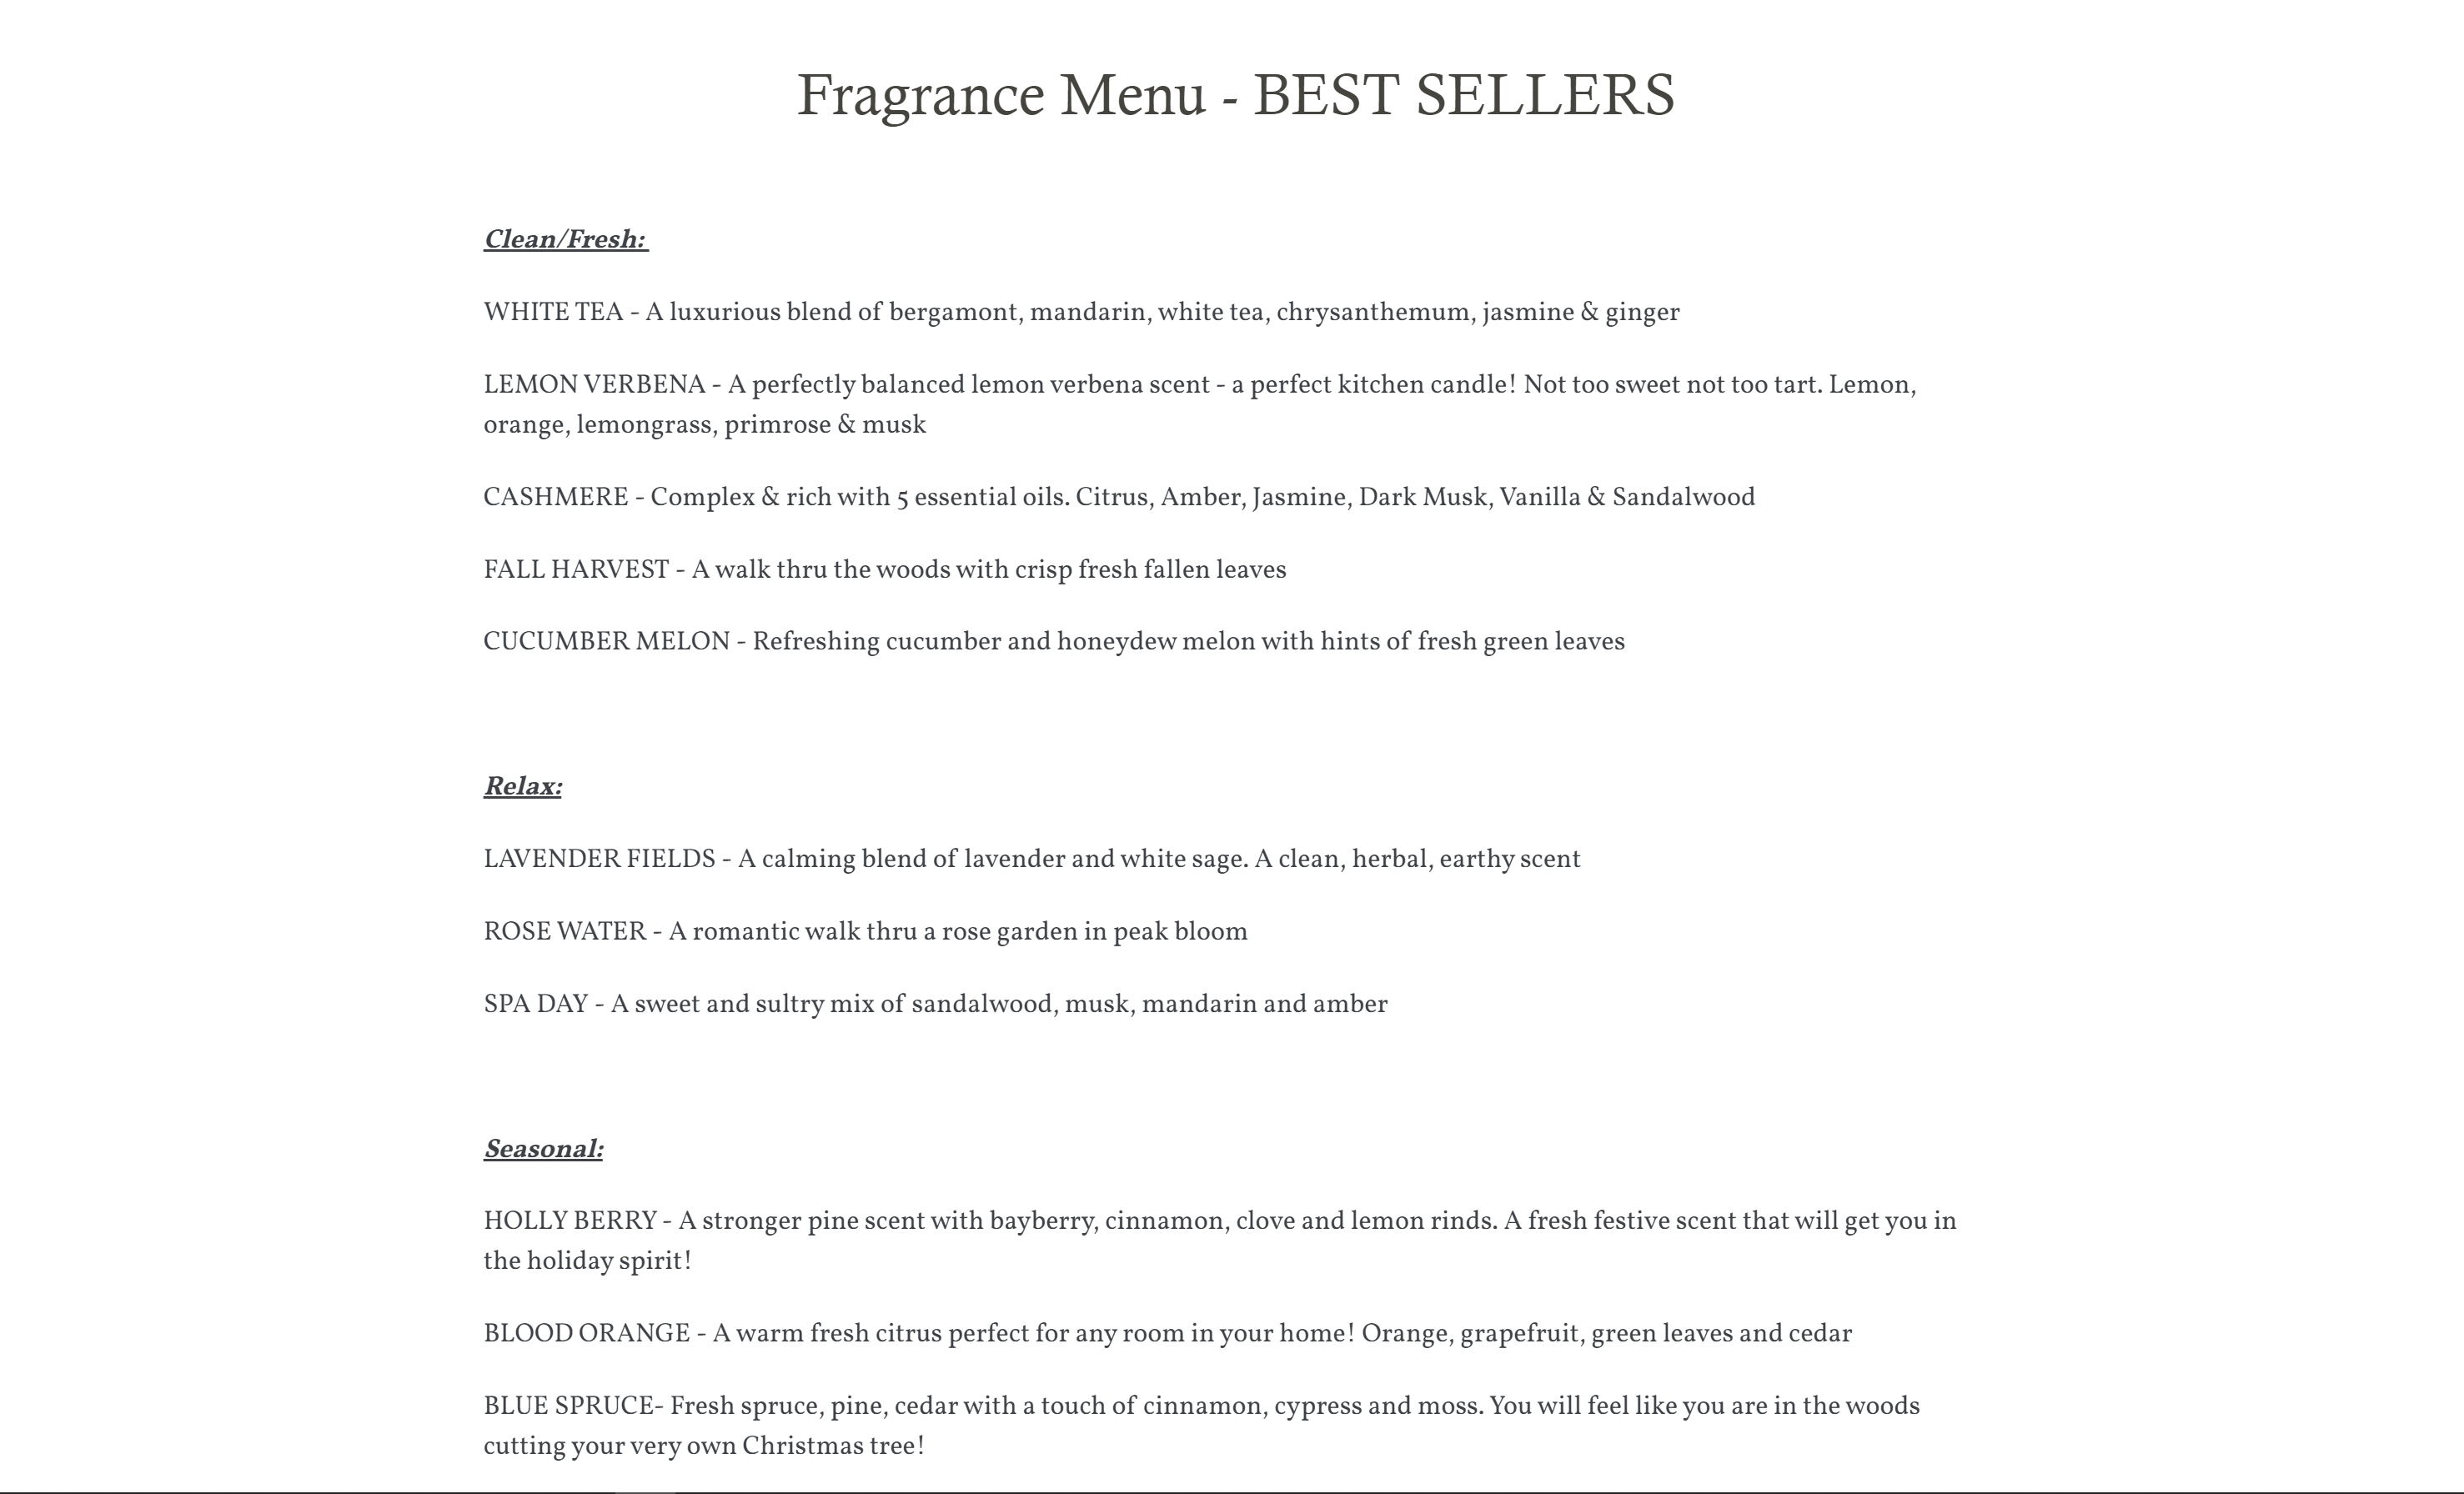 Fragrance Menu - BEST SELLERS
Clean/Fresh:
WHITE TEA - A luxurious blend of bergamont, mandarin, white tea, chrysanthemum, jasmine & ginger
LEMON VERBENA - A perfectly balanced lemon verbena scent - a perfect kitchen candle! Not too sweet not too tart. Lemon,
orange, lemongrass, primrose & musk
CASHMERE - Complex & rich with 5 essential oils. Citrus, Amber, Jasmine, Dark Musk, Vanilla & Sandalwood
FALL HARVEST - A walk thru the woods with crisp fresh fallen leaves
CUCUMBER MELON - Refreshing cucumber and honeydew melon with hints of fresh green leaves
Relax:
LAVENDER FIELDS - A calming blend of lavender and white sage. A clean, herbal, earthy scent
ROSE WATER - A romantic walk thru a rose garden in peak bloom
SPA DAY - A sweet and sultry mix of sandalwood, musk, mandarin and amber
Seasonal:
HOLLY BERRY - A stronger pine scent with bayberry, cinnamon, clove and lemon rinds. A fresh festive scent that will get you in
the holiday spirit!
BLOOD ORANGE - A warm fresh citrus perfect for any room in your home! Orange, grapefruit, green leaves and cedar
BLUE SPRUCE- Fresh spruce, pine, cedar with a touch of cinnamon, cypress and moss. You will feel like you are in the woods
cutting your very own Christmas tree!